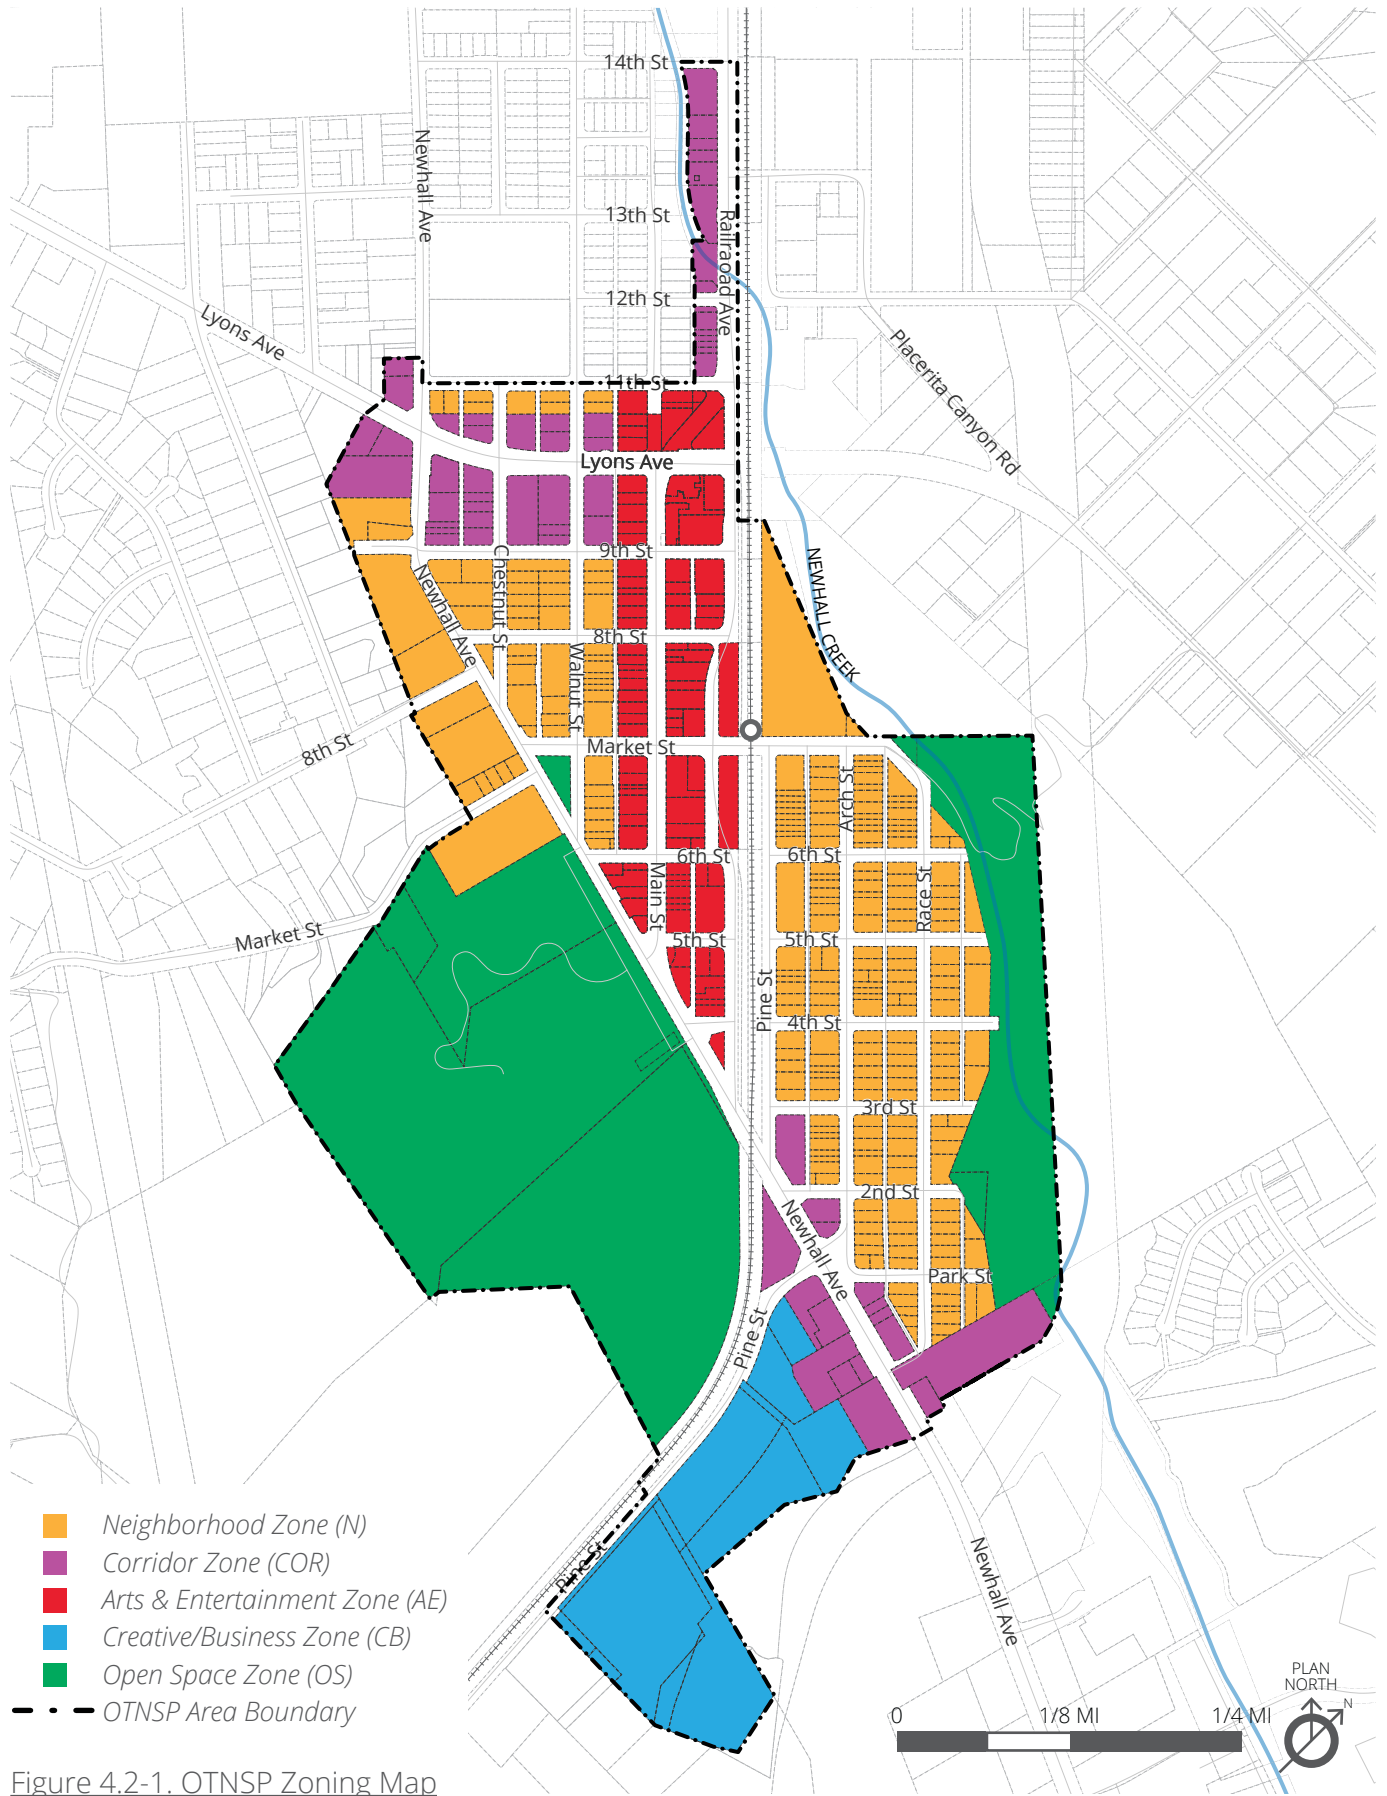 14th St
Newhall Ave
13th St
Railraoad Ave
12th St
Lyons Ave
Placerita Canyon Rd
11th St
Lyons Ave
9th St
Chestnut St
Newhall Ave
NEWHALL CREEK
8th St
Walnut St
8th St
Market St
Arch St
6th St
6th St
Main St
Race St
Market St
5th St
5th St
Pine St
4th St
3rd St
2nd St
Newhall Ave
Park St
Pine St
Pine St
Newhall Ave
Neighborhood Zone (N)
Corridor Zone (COR)
Arts & Entertainment Zone (AE)
Creative/Business Zone (CB)
Open Space Zone (OS)
OTNSP Area Boundary
PLAN
NORTH
N
0 1/8 MI 1/4 MI
Figure 4.2-1. OTNSP Zoning Map